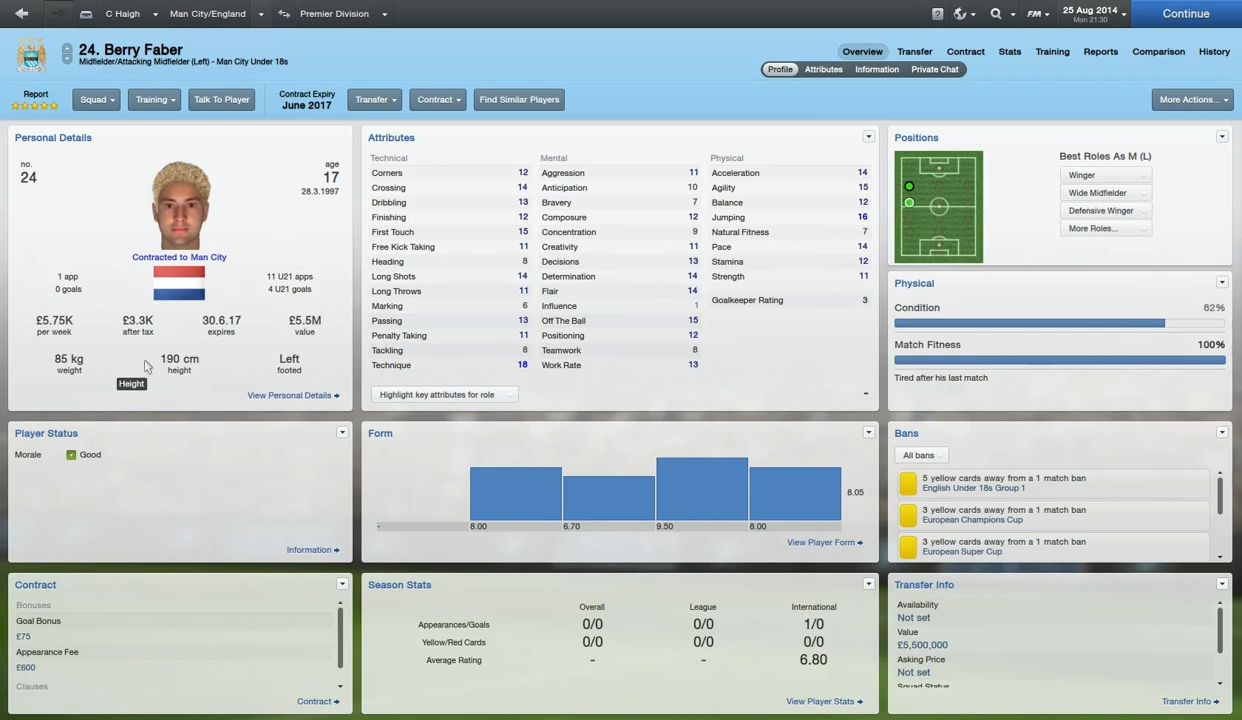 C Haigh
Man City/England
Premier Division
?
FM
25 Aug 2014
Mon 21:30
Continue
24. Berry Faber
Midfielder/Attacking Midfielder (Left) - Man City Under 18s
Overview Transfer Contract Stats Training Reports Comparison History
Profile Attributes Information Private Chat
Report
Squad
Training
Talk To Player
Contract Expiry
June 2017
Transfer
Contract
Find Similar Players
More Actions...
Personal Details
no.
24
age
17
28.3.1997
Contracted to Man City
1 app
0 goals
11 U21 apps
4 U21 goals
£5.75K
per week
£3.3K
after tax
30.6.17
expires
£5.5M
value
85 kg
weight
190 cm
height
Left
footed
Height
View Personal Details
Attributes
Technical Mental Physical
Corners 12 Aggression 11 Acceleration 14
Crossing 14 Anticipation 10 Agility 15
Dribbling 13 Bravery 7 Balance 12
Finishing 12 Composure 12 Jumping 16
First Touch 15 Concentration 9 Natural Fitness 7
Free Kick Taking 11 Creativity 11 Pace 14
Heading 8 Decisions 13 Stamina 12
Long Shots 14 Determination 14 Strength 11
Long Throws 11 Flair 14
Goalkeeper Rating 3
Marking 6 Influence 1
Passing 13 Off The Ball 15
Penalty Taking 11 Positioning 12
Tackling 8 Teamwork 8
Technique 18 Work Rate 13
Highlight key attributes for role
-
Positions
Best Roles As M (L)
Winger
Wide Midfielder
Defensive Winger
More Roles...
Physical
Condition 82%
Match Fitness 100%
Tired after his last match
Player Status
Morale Good
Information
Form
8.05
- 8.00 6.70 9.50 8.00
View Player Form
Bans
All bans
5 yellow cards away from a 1 match ban
English Under 18s Group 1
3 yellow cards away from a 1 match ban
European Champions Cup
3 yellow cards away from a 1 match ban
European Super Cup
Contract
Bonuses
Goal Bonus
£75
Appearance Fee
£600
Clauses
Contract
Season Stats
Overall League International
Appearances/Goals 0/0 0/0 1/0
Yellow/Red Cards 0/0 0/0 0/0
Average Rating - - 6.80
View Player Stats
Transfer Info
Availability
Not set
Value
£5,500,000
Asking Price
Not set
Squad Status
Transfer Info